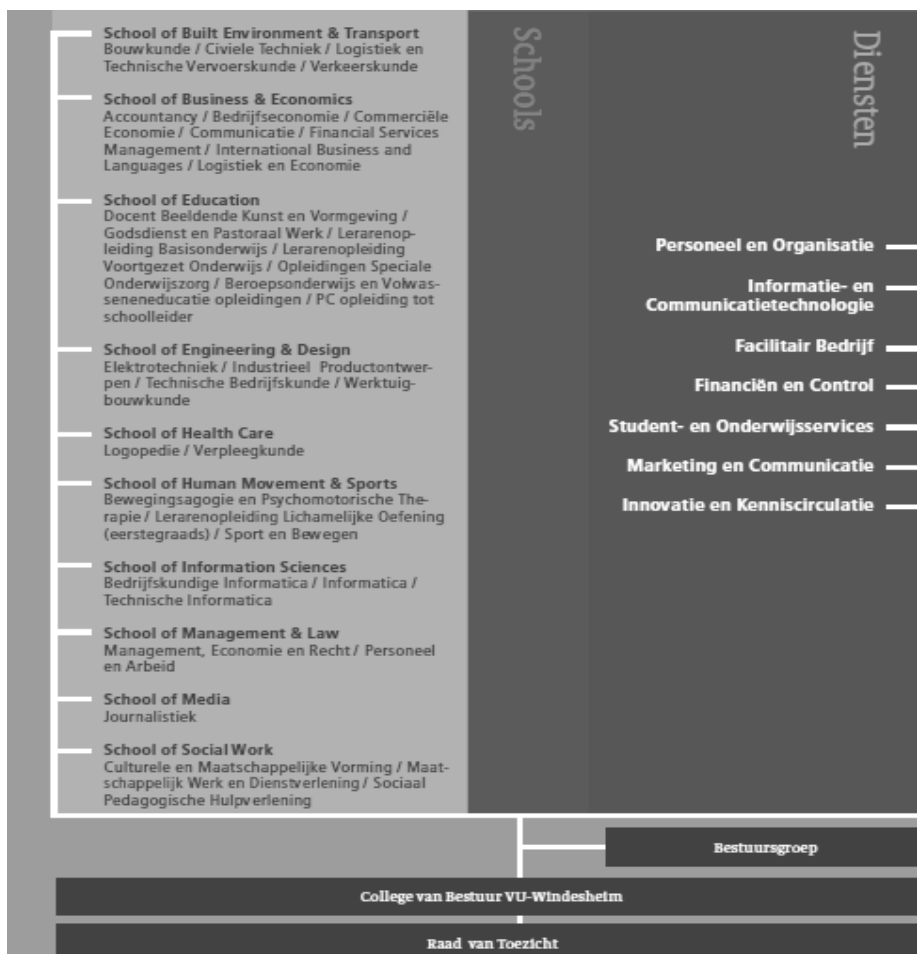 School of Built Environment & Transport
Bouwkunde / Civiele Techniek / Logistiek en
Technische Vervoerskunde / Verkeerskunde
School of Business & Economics
Accountancy / Bedrijfseconomie / Commerciële
Economie / Communicatie / Financial Services
Management / International Business and
Languages / Logistiek en Economie
School of Education
Docent Beeldende Kunst en Vormgeving /
Godsdienst en Pastoraal Werk / Lerarenop-
leiding Basisonderwijs / Lerarenopleiding
Voortgezet Onderwijs / Opleidingen Speciale
Onderwijszorg / Beroepsonderwijs en Volwas-
seneneducatie opleidingen / PC opleiding tot
schoolleider
School of Engineering & Design
Elektrotechniek / Industrieel Productontwer-
pen / Technische Bedrijfskunde / Werktuig-
bouwkunde
School of Health Care
Logopedie / Verpleegkunde
School of Human Movement & Sports
Bewegingsagogie en Psychomotorische The-
rapie / Lerarenopleiding Lichamelijke Oefening
(eerstegraads) / Sport en Bewegen
School of Information Sciences
Bedrijfskundige Informatica / Informatica /
Technische Informatica
School of Management & Law
Management, Economie en Recht / Personeel
en Arbeid
School of Media
Journalistiek
School of Social Work
Culturele en Maatschappelijke Vorming / Maat-
schappelijk Werk en Dienstverlening / Sociaal
Pedagogische Hulpverlening
Schools
Diensten
Personeel en Organisatie
Informatie- en
Communicatietechnologie
Facilitair Bedrijf
Financiën en Control
Student- en Onderwijsservices
Marketing en Communicatie
Innovatie en Kenniscirculatie
Bestuursgroep
College van Bestuur VU-Windesheim
Raad van Toezicht